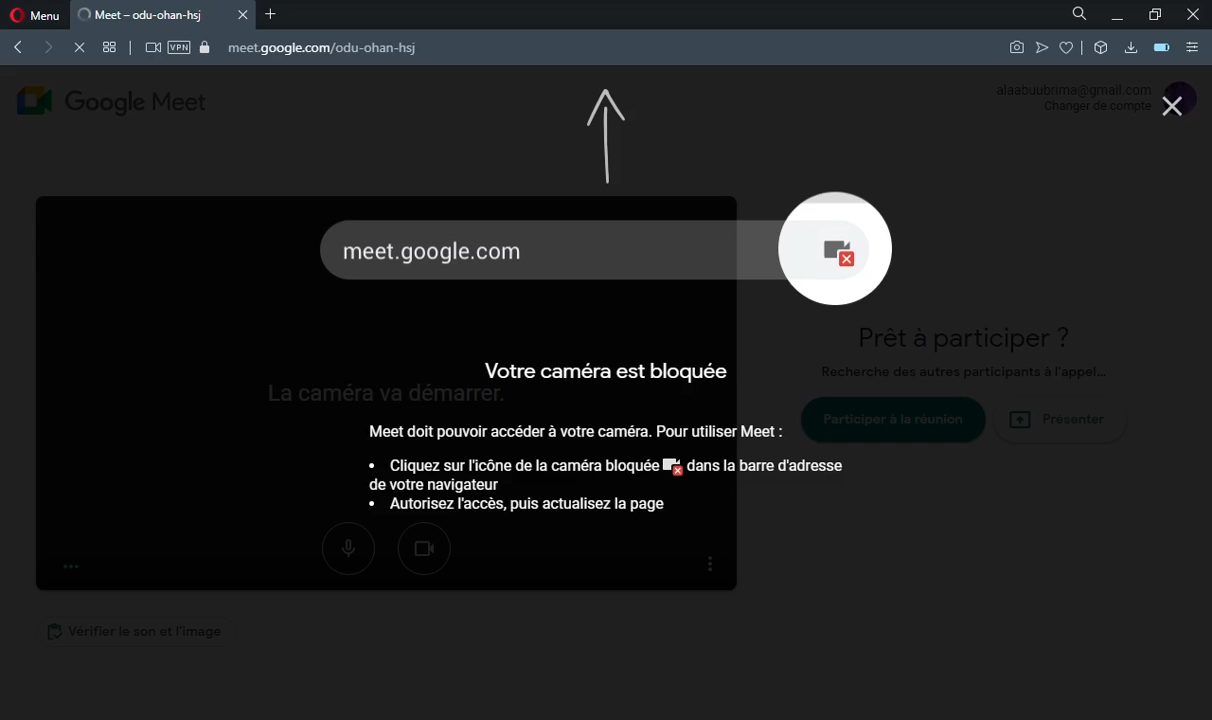 Menu
Meet – odu-ohan-hsj
VPN
meet.google.com/odu-ohan-hsj
Google Meet
alaabuubrima@gmail.com
Changer de compte
meet.google.com
Prêt à participer ?
Votre caméra est bloquée
Recherche des autres participants à l'appel...
La caméra va démarrer.
Participer à la réunion
Présenter
Meet doit pouvoir accéder à votre caméra. Pour utiliser Meet :
• Cliquez sur l'icône de la caméra bloquée dans la barre d'adresse
de votre navigateur
• Autorisez l'accès, puis actualisez la page
Vérifier le son et l'image